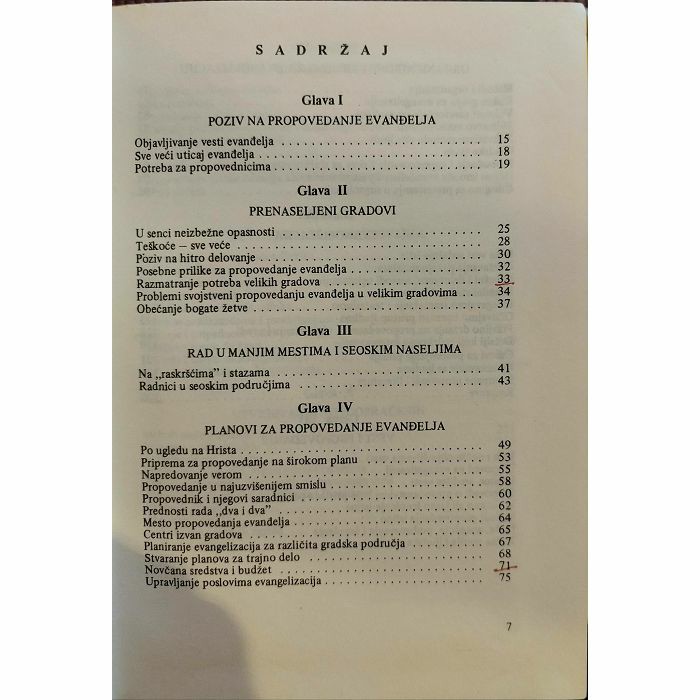 SADRŽAJ
Glava I
POZIV NA PROPOVEDANJE EVANĐELJA
Objavljivanje vesti evanđelja . . . . . . . . . . . . . . . . . . . . . . . . . . . . 15
Sve veći uticaj evanđelja . . . . . . . . . . . . . . . . . . . . . . . . . . . . . . . 18
Potreba za propovednicima . . . . . . . . . . . . . . . . . . . . . . . . . . . . . 19
Glava II
PRENASELJENI GRADOVI
U senci neizbežne opasnosti . . . . . . . . . . . . . . . . . . . . . . . . . . . . 25
Teškoće — sve veće . . . . . . . . . . . . . . . . . . . . . . . . . . . . . . . . . . 28
Poziv na hitro delovanje . . . . . . . . . . . . . . . . . . . . . . . . . . . . . . . 30
Posebne prilike za propovedanje evanđelja . . . . . . . . . . . . . . . . . . 32
Razmatranje potreba velikih gradova . . . . . . . . . . . . . . . . . . . . . . 33
Problemi svojstveni propovedanju evanđelja u velikim gradovima . . 34
Obećanje bogate žetve . . . . . . . . . . . . . . . . . . . . . . . . . . . . . . . . 37
Glava III
RAD U MANJIM MESTIMA I SEOSKIM NASELJIMA
Na „raskršćima” i stazama . . . . . . . . . . . . . . . . . . . . . . . . . . . . . 41
Radnici u seoskim područjima . . . . . . . . . . . . . . . . . . . . . . . . . . 43
Glava IV
PLANOVI ZA PROPOVEDANJE EVANĐELJA
Po ugledu na Hrista . . . . . . . . . . . . . . . . . . . . . . . . . . . . . . . . . . 49
Priprema za propovedanje na širokom planu . . . . . . . . . . . . . . . . 53
Napredovanje verom . . . . . . . . . . . . . . . . . . . . . . . . . . . . . . . . . 55
Propovedanje u najuzvišenijem smislu . . . . . . . . . . . . . . . . . . . . . 58
Propovednik i njegovi saradnici . . . . . . . . . . . . . . . . . . . . . . . . . 60
Prednosti rada „dva i dva” . . . . . . . . . . . . . . . . . . . . . . . . . . . . . 62
Mesto propovedanja evanđelja . . . . . . . . . . . . . . . . . . . . . . . . . . 64
Centri izvan gradova . . . . . . . . . . . . . . . . . . . . . . . . . . . . . . . . . 65
Planiranje evangelizacija za različita gradska područja . . . . . . . . . 67
Stvaranje planova za trajno delo . . . . . . . . . . . . . . . . . . . . . . . . . 68
Novčana sredstva i budžet . . . . . . . . . . . . . . . . . . . . . . . . . . . . . 71
Upravljanje poslovima evangelizacija . . . . . . . . . . . . . . . . . . . . . . 75
7